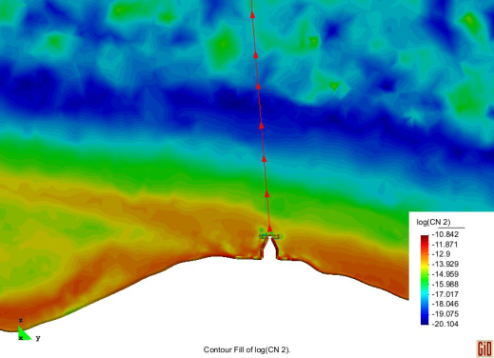 log(CN 2)
-10.842
-11.871
-12.9
-13.929
-14.959
-15.988
-17.017
-18.046
-19.075
-20.104
z
x y
Contour Fill of log(CN 2).
GiD